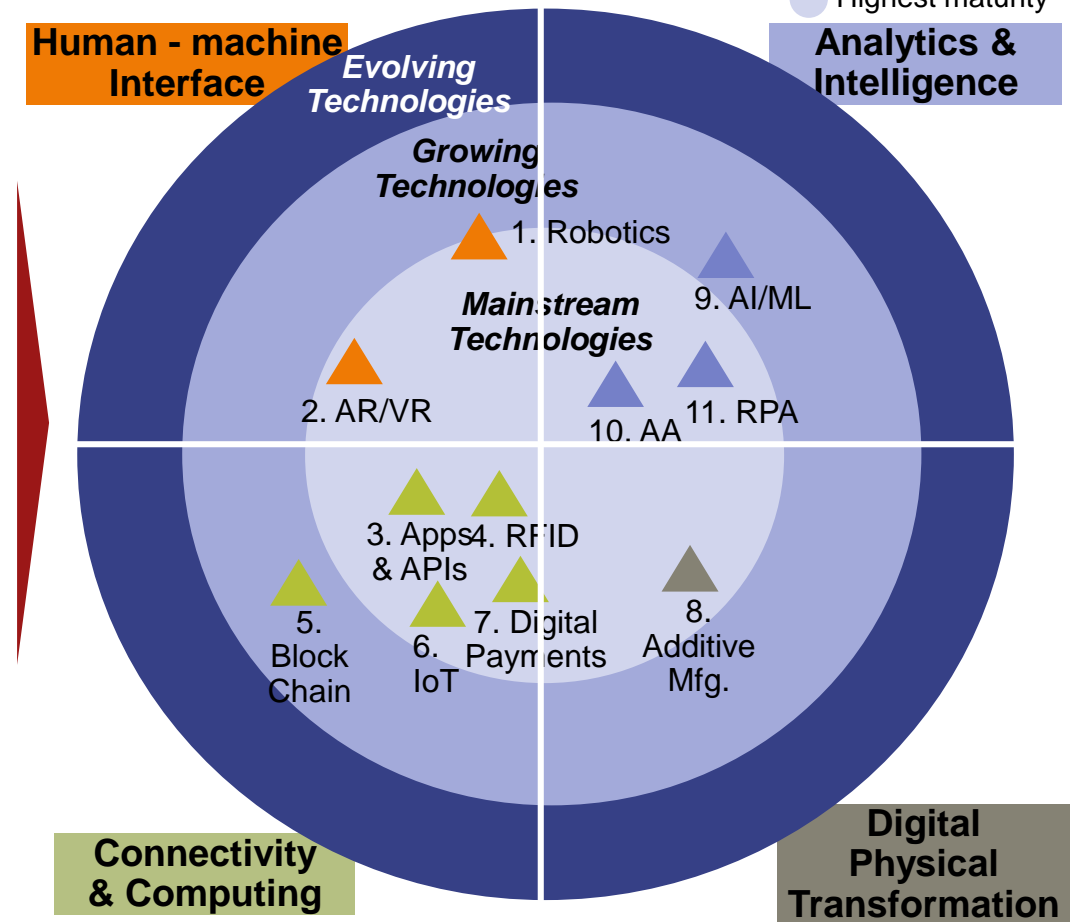 Highest maturity
Human - machine
Interface
Analytics &
Intelligence
Evolving
Technologies
Growing
Technologies
1. Robotics
9. AI/ML
Mainstream
Technologies
2. AR/VR
10. AA
11. RPA
3. Apps
& APIs
4. RFID
5.
Block
Chain
6.
IoT
7. Digital
Payments
8.
Additive
Mfg.
Connectivity
& Computing
Digital
Physical
Transformation